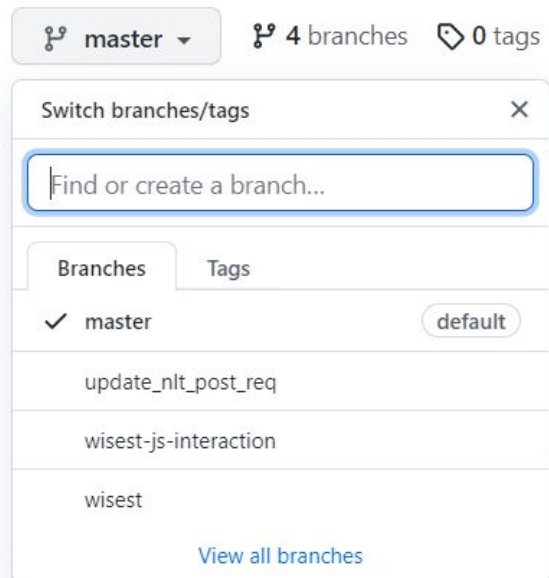 master 4 branches 0 tags
Switch branches/tags
Find or create a branch...
Branches Tags
master default
update_nlt_post_req
wisest-js-interaction
wisest
View all branches